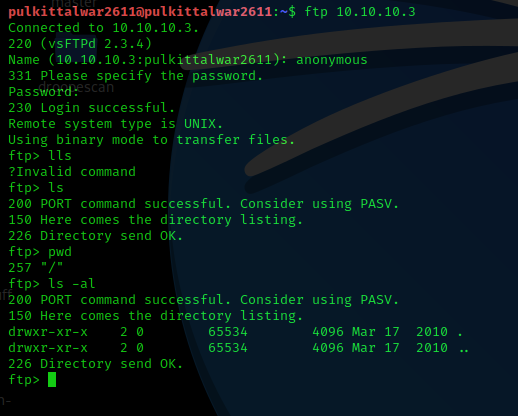 master
pulkittalwar2611@pulkittalwar2611:~$ ftp 10.10.10.3
Connected to 10.10.10.3.
220 (vsFTPd 2.3.4)
Name (10.10.10.3:pulkittalwar2611): anonymous
331 Please specify the password.
Password:
230 Login successful.
Remote system type is UNIX.
Using binary mode to transfer files.
ftp> lls
?Invalid command
ftp> ls
200 PORT command successful. Consider using PASV.
150 Here comes the directory listing.
226 Directory send OK.
ftp> pwd
257 "/"
ftp> ls -al
200 PORT command successful. Consider using PASV.
150 Here comes the directory listing.
drwxr-xr-x    2 0        65534        4096 Mar 17  2010 .
drwxr-xr-x    2 0        65534        4096 Mar 17  2010 ..
226 Directory send OK.
ftp>